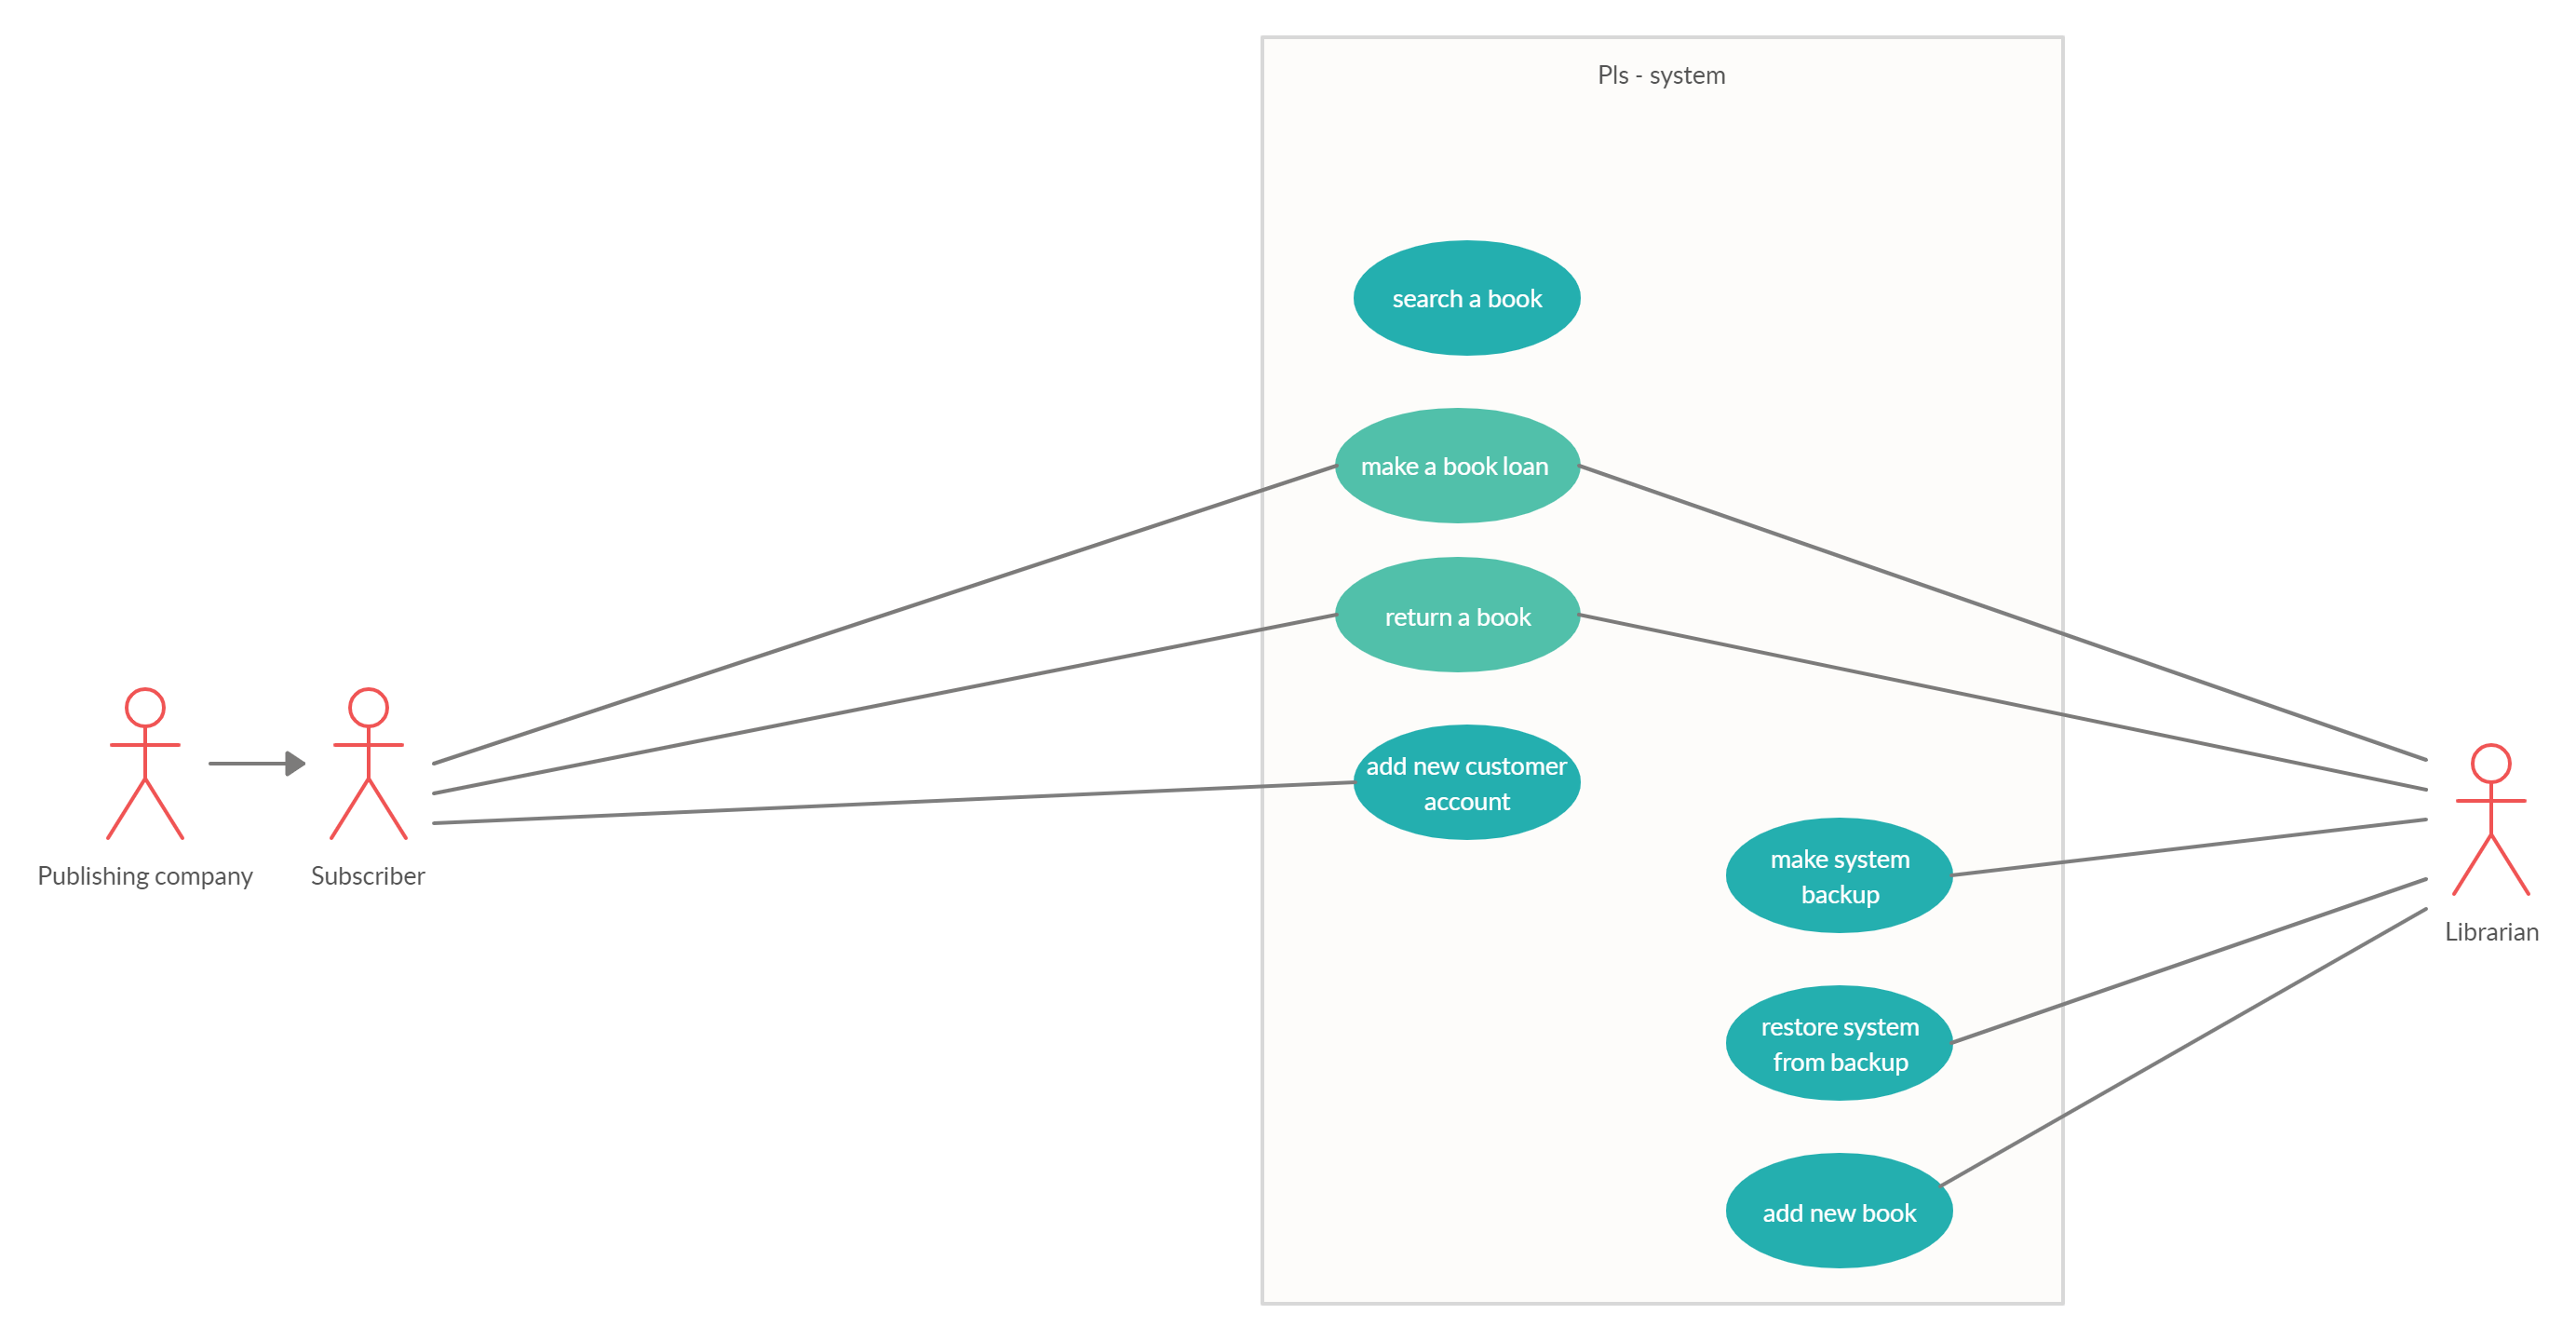 Pls - system
search a book
make a book loan
return a book
add new customer
account
make system
backup
restore system
from backup
add new book
Publishing company
Subscriber
Librarian